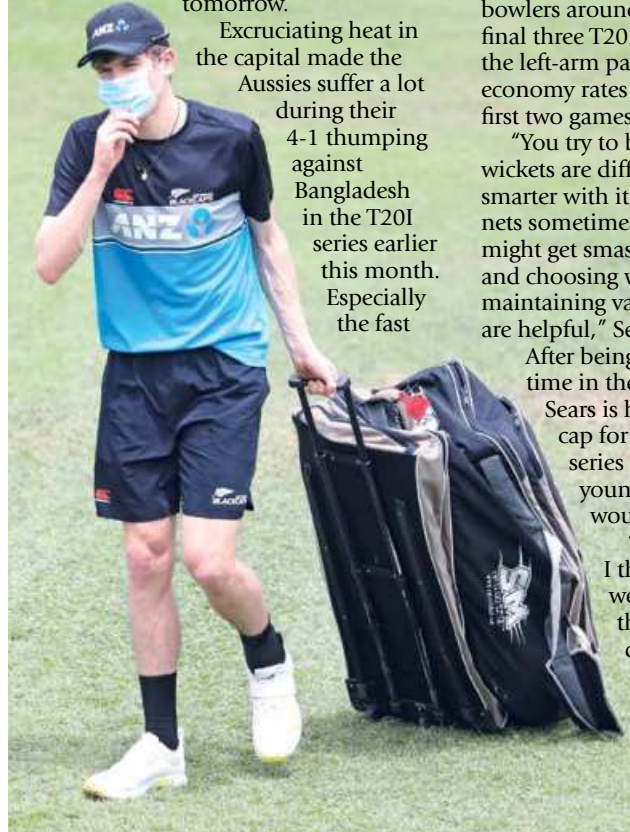 tomorrow.
Excruciating heat in
the capital made the
Aussies suffer a lot
during their
4-1 thumping
against
Bangladesh
in the T20I
series earlier
this month.
Especially
the fast
bowlers around
final three T20
the left-arm pa
economy rates
first two games
"You try to b
wickets are diff
smarter with it
nets sometime
might get smas
and choosing v
maintaining va
are helpful," Se
After being
time in the
Sears is h
cap for
series
youn
wou
I th
we
th
ANZ
BLACKCAPS
ANZ
BLACKCAPS
SM